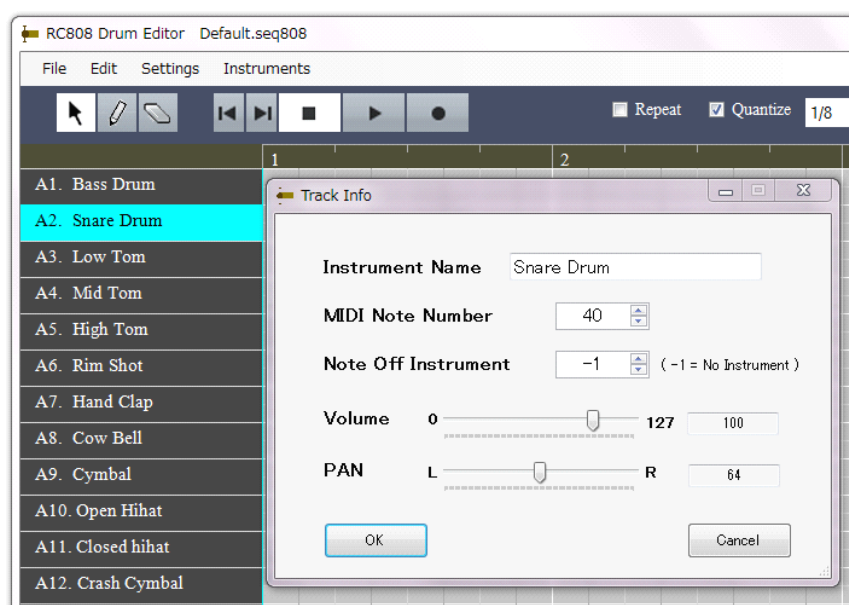 RC808 Drum Editor   Default.seq808
File   Edit   Settings   Instruments
Repeat   Quantize   1/8
1   2
A1. Bass Drum
A2. Snare Drum
A3. Low Tom
A4. Mid Tom
A5. High Tom
A6. Rim Shot
A7. Hand Clap
A8. Cow Bell
A9. Cymbal
A10. Open Hihat
A11. Closed hihat
A12. Crash Cymbal
Track Info
Instrument Name   Snare Drum
MIDI Note Number   40
Note Off Instrument   -1   ( -1 = No Instrument )
Volume   0   127   100
PAN   L   R   64
OK   Cancel